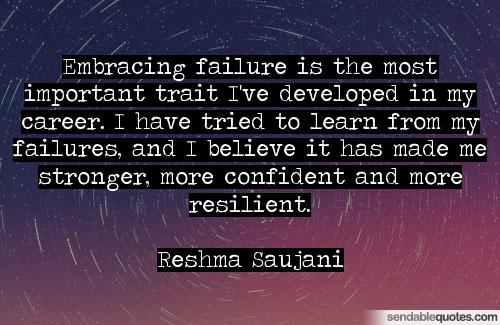 Embracing failure is the most
important trait I've developed in my
career. I have tried to learn from my
failures, and I believe it has made me
stronger, more confident and more
resilient.
Reshma Saujani
sendablequotes.com